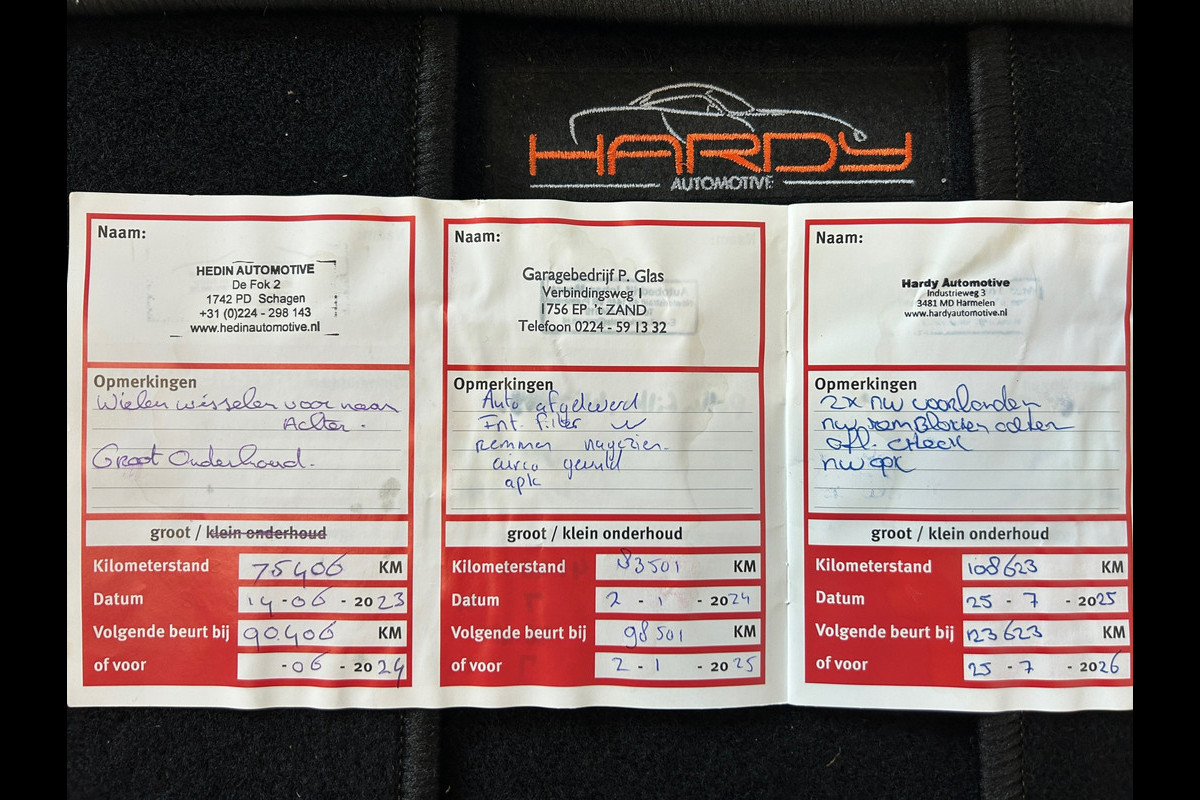 HARDY
AUTOMOTIVE
Naam:
HEDIN AUTOMOTIVE
De Fok 2
1742 PD Schagen
+31 (0)224 - 298 143
www.hedinautomotive.nl
Opmerkingen
Wielen wisselen voor naar
Achter.
Groot Onderhoud.
groot / klein onderhoud
Kilometerstand 75406 KM
Datum 14-06-2023
Volgende beurt bij 90.406 KM
of voor -06-2024
Naam:
Garagebedrijf P. Glas
Verbindingsweg 1
1756 EP 't ZAND
Telefoon 0224 - 59 13 32
Opmerkingen
Auto afgeleverd
Int. filter
remmen nagezien.
airco gevuld
apk
groot / klein onderhoud
Kilometerstand 83501 KM
Datum 2-1-2024
Volgende beurt bij 98501 KM
of voor 2-1-2025
Naam:
Hardy Automotive
Industrieweg 3
3481 MD Harmelen
www.hardyautomotive.nl
Opmerkingen
2x nw voorbanden
nw remblokken achter
afl. check
nw apk
groot / klein onderhoud
Kilometerstand 108623 KM
Datum 25-7-2025
Volgende beurt bij 123623 KM
of voor 25-7-2026